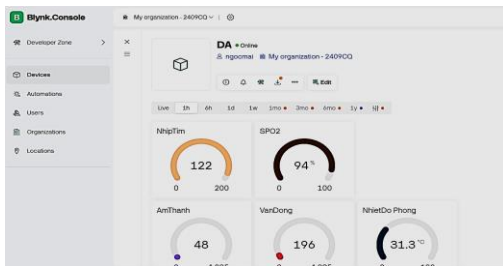 B Blynk.Console
My organization - 2409CQ
Developer Zone
Devices
Automations
Users
Organizations
Locations
DA • Online
ngocmai My organization - 2409CQ
Edit
Live 1h 6h 1d 1w 1mo 3mo 6mo 1y
NhipTim
122
0 200
SPO2
94 %
0 100
AmThanh
48
VanDong
196
NhietDo Phong
31.3 °C